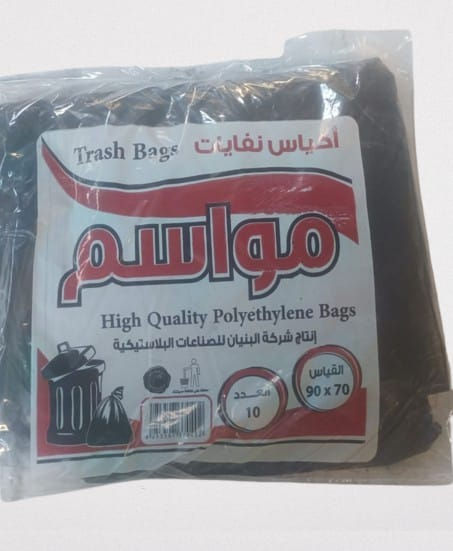 Trash Bags أكياس نفايات
مواسم
High Quality Polyethylene Bags
إنتاج شركة البنيان للصناعات البلاستيكية
القياس
90 x 70
العدد
10